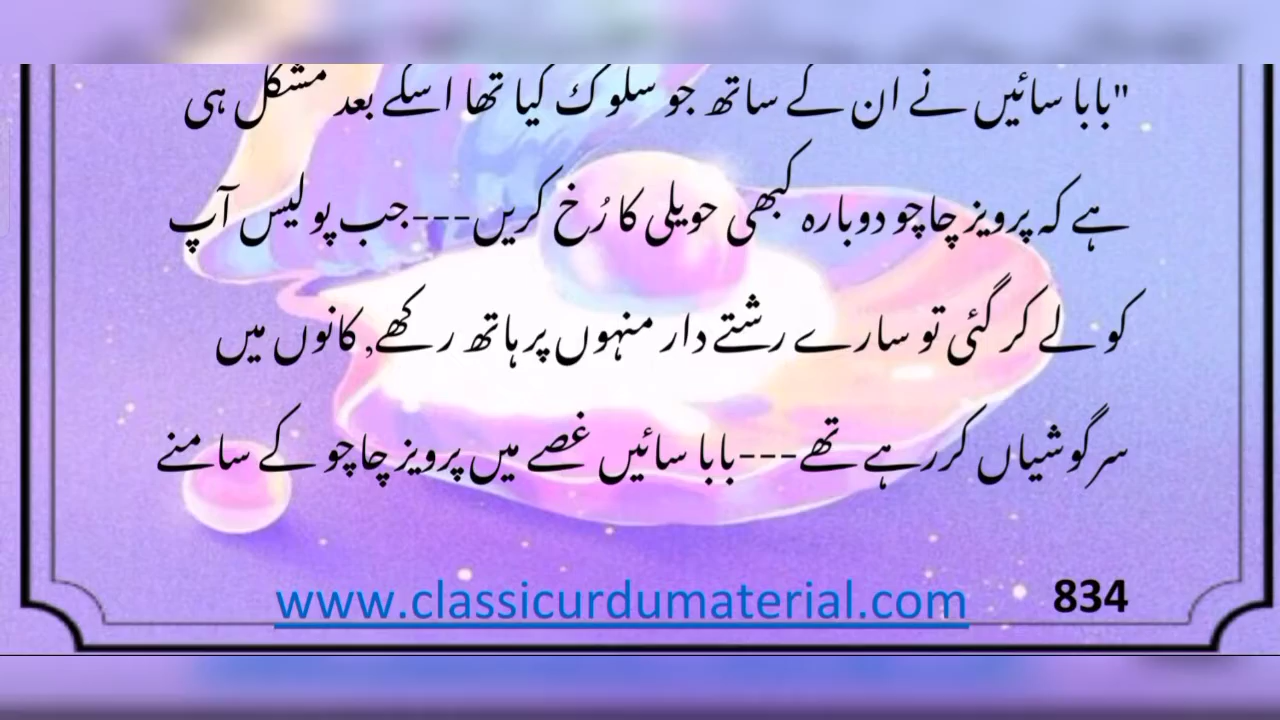 "بابا سائیں نے ان کے ساتھ جو سلوک کیا تھا اسکے بعد مشکل ہی
ہے کہ پرویز چاچو دوبارہ کبھی حویلی کا رُخ کریں---جب پولیس آپ
کو لے کر گئی تو سارے رشتے دار منہوں پر ہاتھ رکھے, کانوں میں
سرگوشیاں کر رہے تھے---بابا سائیں غصے میں پرویز چاچو کے سامنے
www.classicurdumaterial.com 834